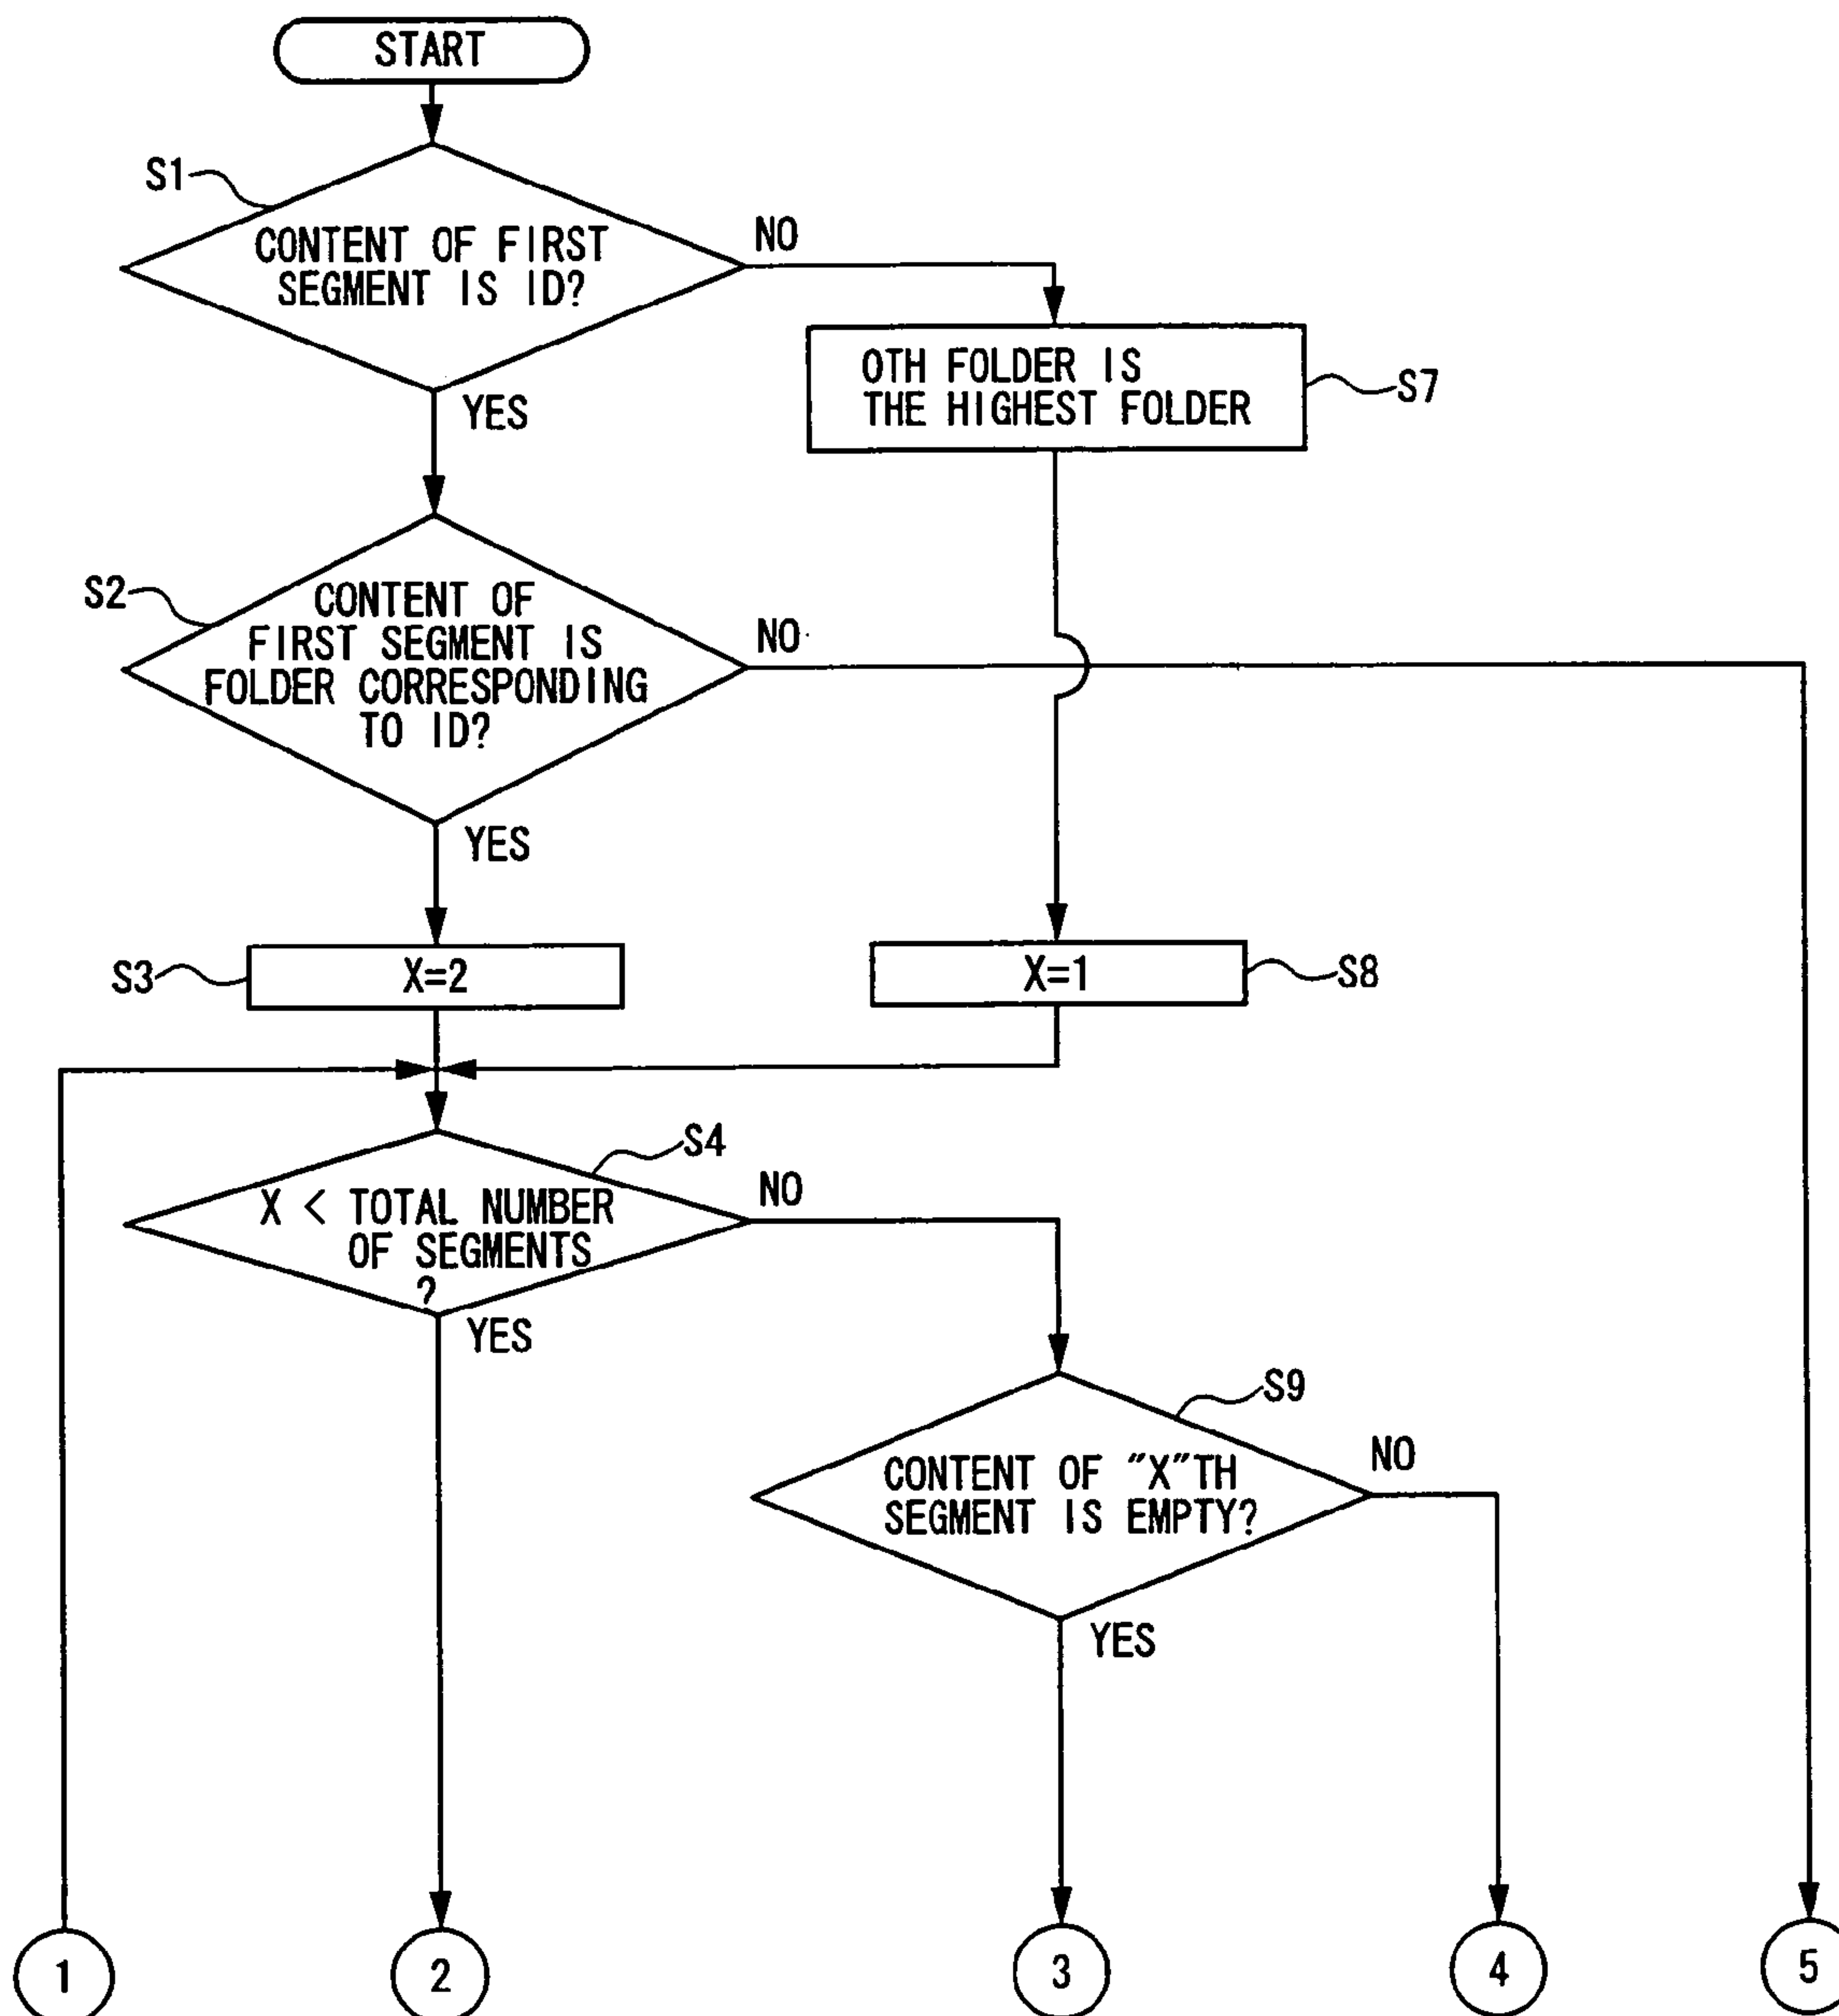 START
S1
CONTENT OF FIRST
SEGMENT IS ID?
NO
YES
0TH FOLDER IS
THE HIGHEST FOLDER
S7
S2
CONTENT OF
FIRST SEGMENT IS
FOLDER CORRESPONDING
TO ID?
NO
YES
S3
X=2
X=1
S8
S4
X < TOTAL NUMBER
OF SEGMENTS
?
NO
YES
S9
CONTENT OF "X"TH
SEGMENT IS EMPTY?
NO
YES
1
2
3
4
5